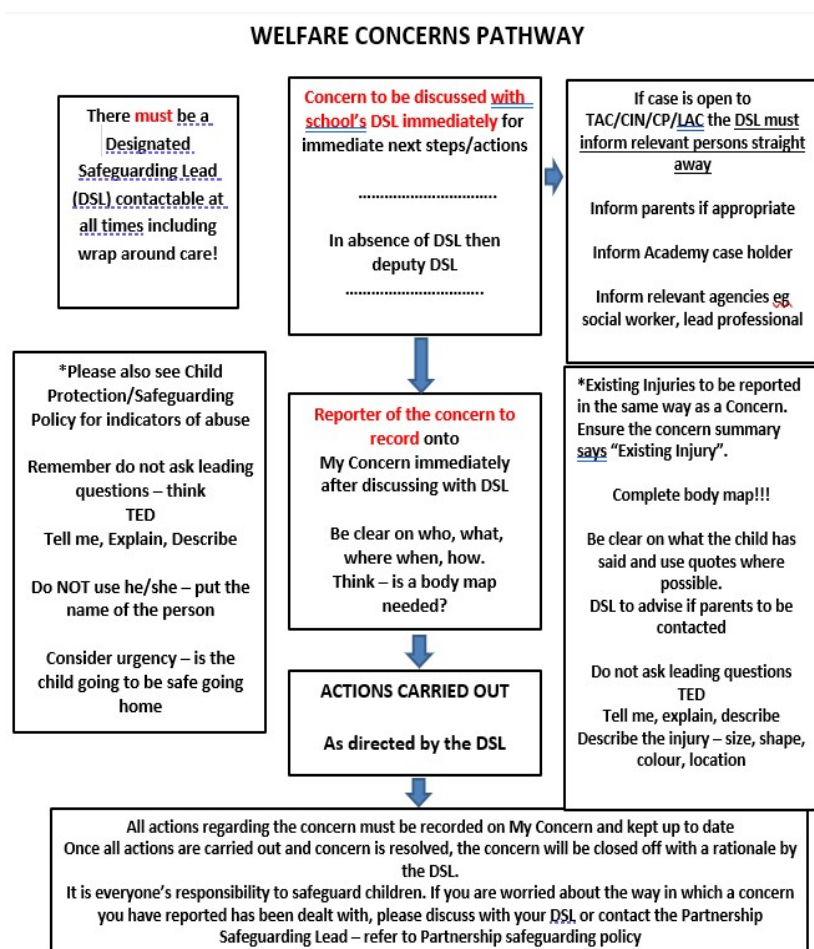 WELFARE CONCERNS PATHWAY
There must be a
Designated
Safeguarding Lead
(DSL) contactable at
all times including
wrap around care!
Concern to be discussed with
school's DSL immediately for
immediate next steps/actions
................................
In absence of DSL then
deputy DSL
................................
If case is open to
TAC/CIN/CP/LAC the DSL must
inform relevant persons straight
away
Inform parents if appropriate
Inform Academy case holder
Inform relevant agencies eg
social worker, lead professional
*Please also see Child
Protection/Safeguarding
Policy for indicators of abuse
Remember do not ask leading
questions – think
TED
Tell me, Explain, Describe
Do NOT use he/she – put the
name of the person
Consider urgency – is the
child going to be safe going
home
Reporter of the concern to
record onto
My Concern immediately
after discussing with DSL
Be clear on who, what,
where when, how.
Think – is a body map
needed?
*Existing Injuries to be reported
in the same way as a Concern.
Ensure the concern summary
says "Existing Injury".
Complete body map!!!
Be clear on what the child has
said and use quotes where
possible.
DSL to advise if parents to be
contacted
Do not ask leading questions
TED
Tell me, explain, describe
Describe the injury – size, shape,
colour, location
ACTIONS CARRIED OUT
As directed by the DSL
All actions regarding the concern must be recorded on My Concern and kept up to date
Once all actions are carried out and concern is resolved, the concern will be closed off with a rationale by
the DSL.
It is everyone's responsibility to safeguard children. If you are worried about the way in which a concern
you have reported has been dealt with, please discuss with your DSL or contact the Partnership
Safeguarding Lead – refer to Partnership safeguarding policy